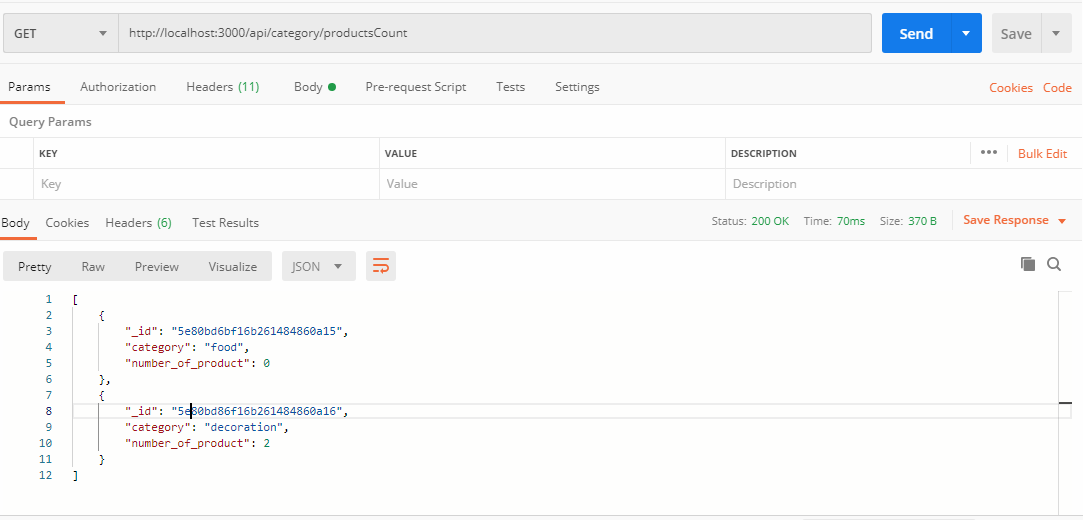 GET http://localhost:3000/api/category/productsCount Send Save
Params Authorization Headers (11) Body Pre-request Script Tests Settings Cookies Code
Query Params
KEY VALUE DESCRIPTION ••• Bulk Edit
Key Value Description
Body Cookies Headers (6) Test Results Status: 200 OK Time: 70ms Size: 370 B Save Response
Pretty Raw Preview Visualize JSON
1 [
2 {
3 "_id": "5e80bd6bf16b261484860a15",
4 "category": "food",
5 "number_of_product": 0
6 },
7 {
8 "_id": "5e80bd86f16b261484860a16",
9 "category": "decoration",
10 "number_of_product": 2
11 }
12 ]